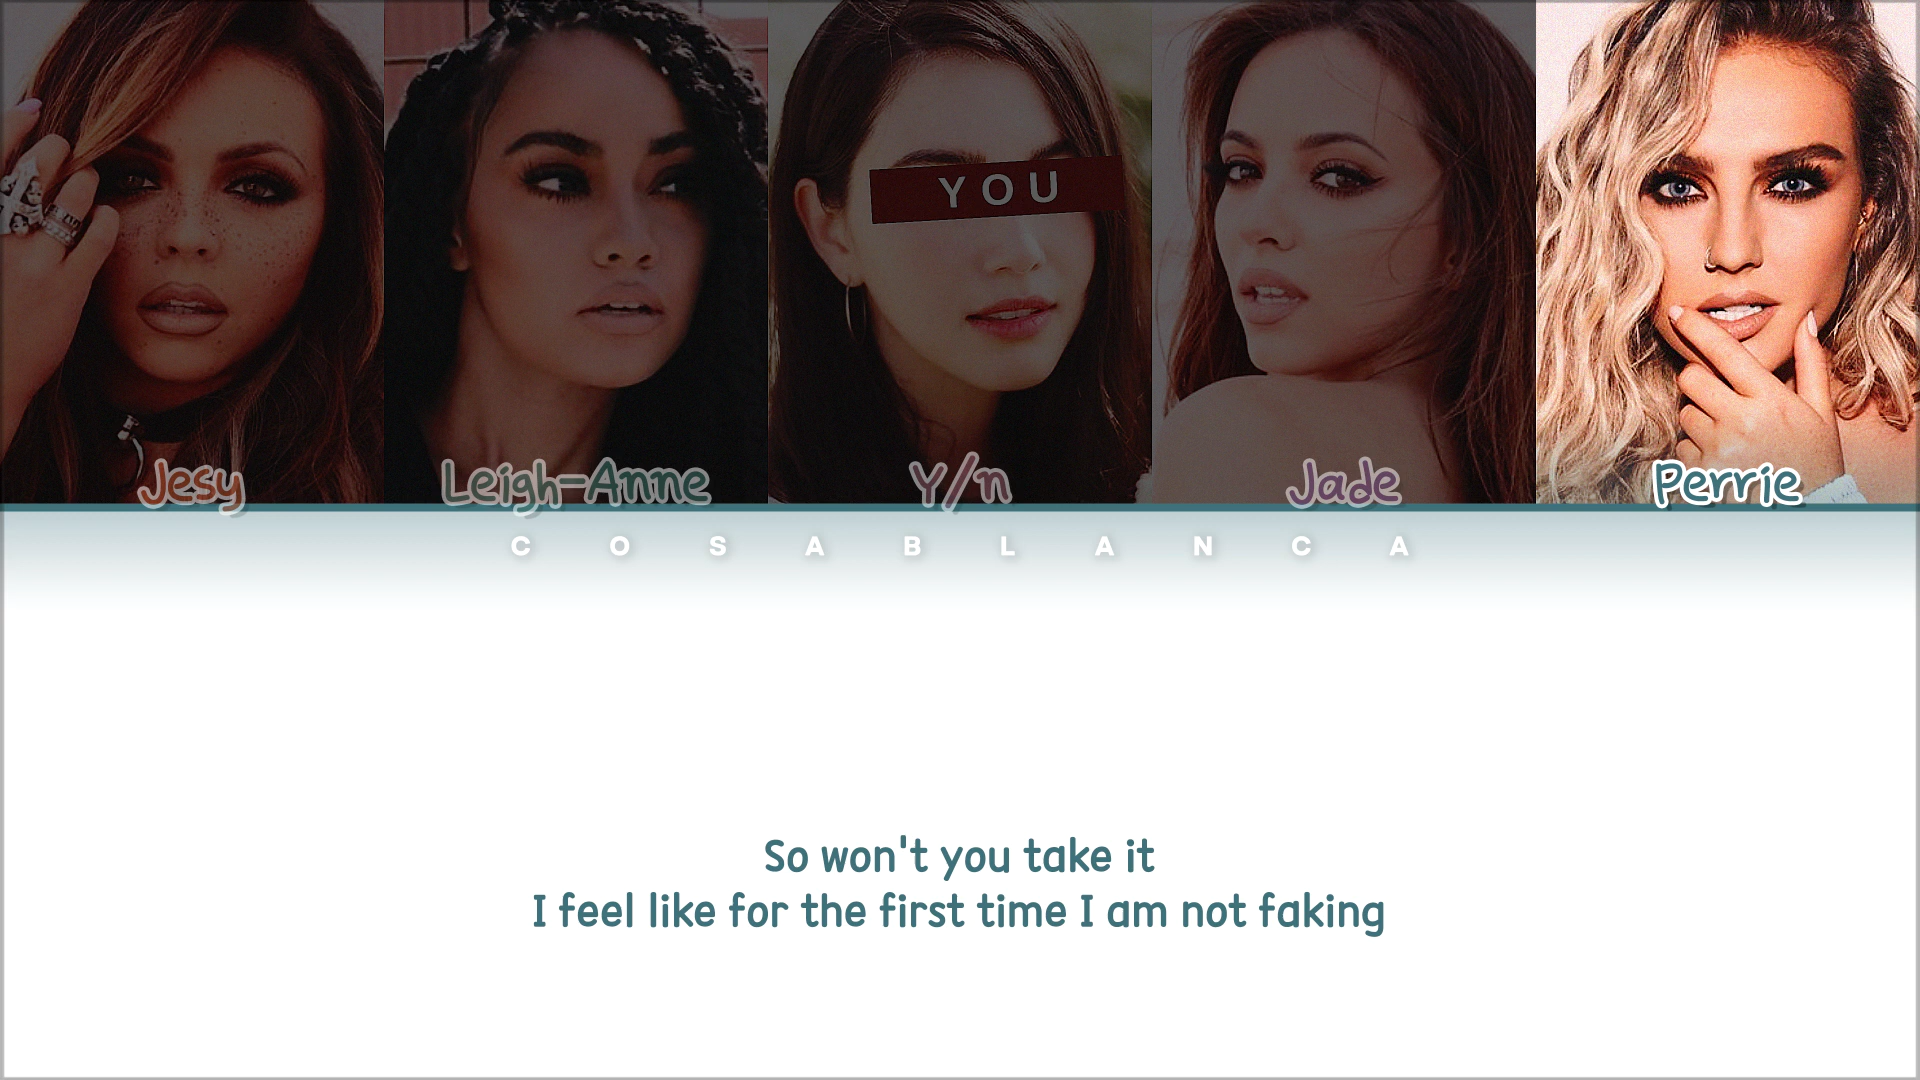 YOU
Jesy
Leigh-Anne
Y/n
Jade
Perrie
COSABLANCA
So won't you take it
I feel like for the first time I am not faking